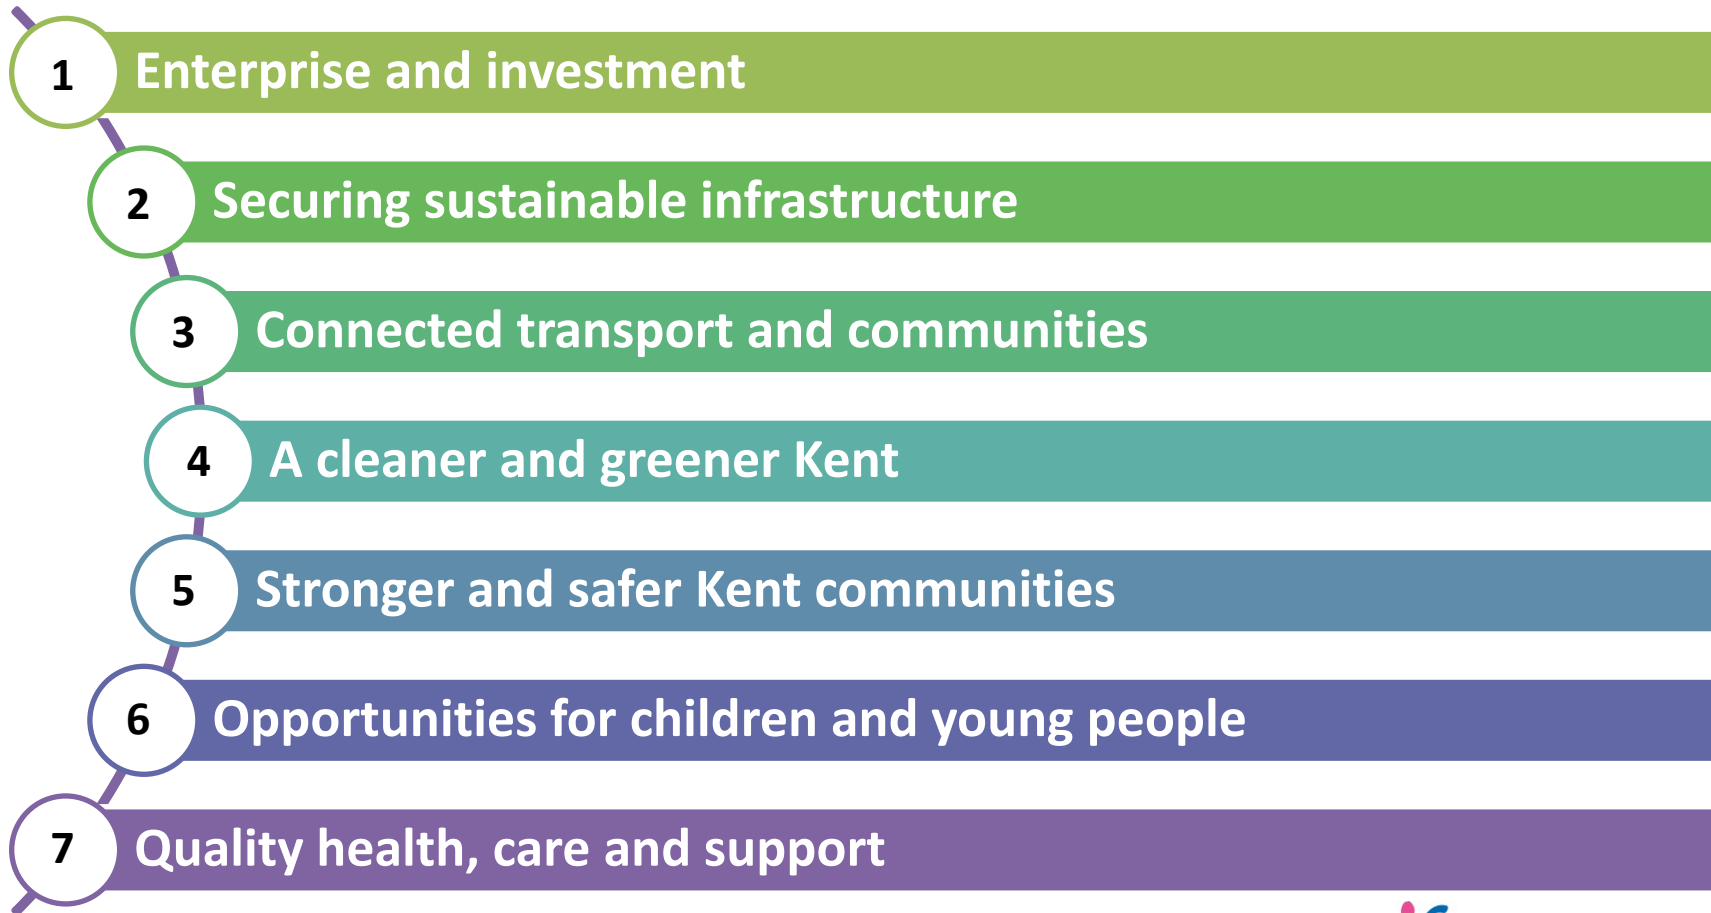 1 Enterprise and investment
2 Securing sustainable infrastructure
3 Connected transport and communities
4 A cleaner and greener Kent
5 Stronger and safer Kent communities
6 Opportunities for children and young people
7 Quality health, care and support